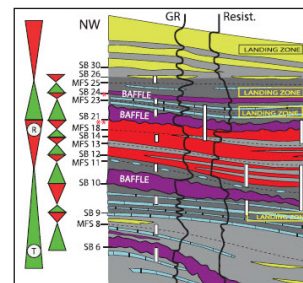 NW
GR
Resist.
LANDING ZONE
SB 30
SB 26
MFS 25
LANDING ZONE
SB 24
BAFFLE
MFS 23
LANDING ZONE
SB 21
BAFFLE
MFS 18
R
SB 14
MFS 13
SB 12
MFS 11
SB 10
BAFFLE
SB 9
LANDING ZONE
MFS 8
SB 6
T